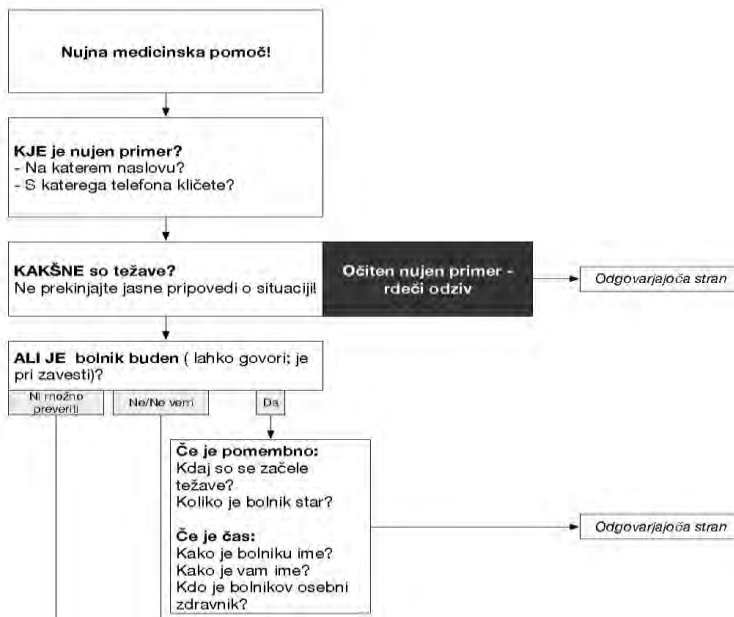 Nujna medicinska pomoč!
KJE je nujen primer?
- Na katerem naslovu?
- S katerega telefona kličete?
KAKŠNE so težave?
Ne prekinjajte jasne pripovedi o situaciji!
Očiten nujen primer -
rdeči odziv
Odgovarjajoča stran
ALI JE bolnik buden ( lahko govori; je
pri zavesti)?
Ni možno
preveriti
Ne/Ne vem
Da
Če je pomembno:
Kdaj so se začele
težave?
Koliko je bolnik star?
Če je čas:
Kako je bolniku ime?
Kako je vam ime?
Kdo je bolnikov osebni
zdravnik?
Odgovarjajoča stran